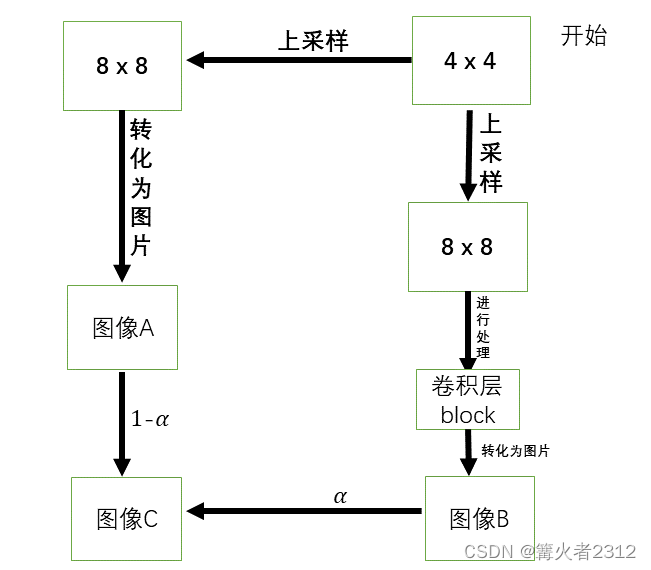 开始
4 x 4
上采样
8 x 8
上采样
8 x 8
转化为图片
进行处理
图像A
卷积层
block
1-α
转化为图片
图像C
α
图像B
CSDN @篝火者2312